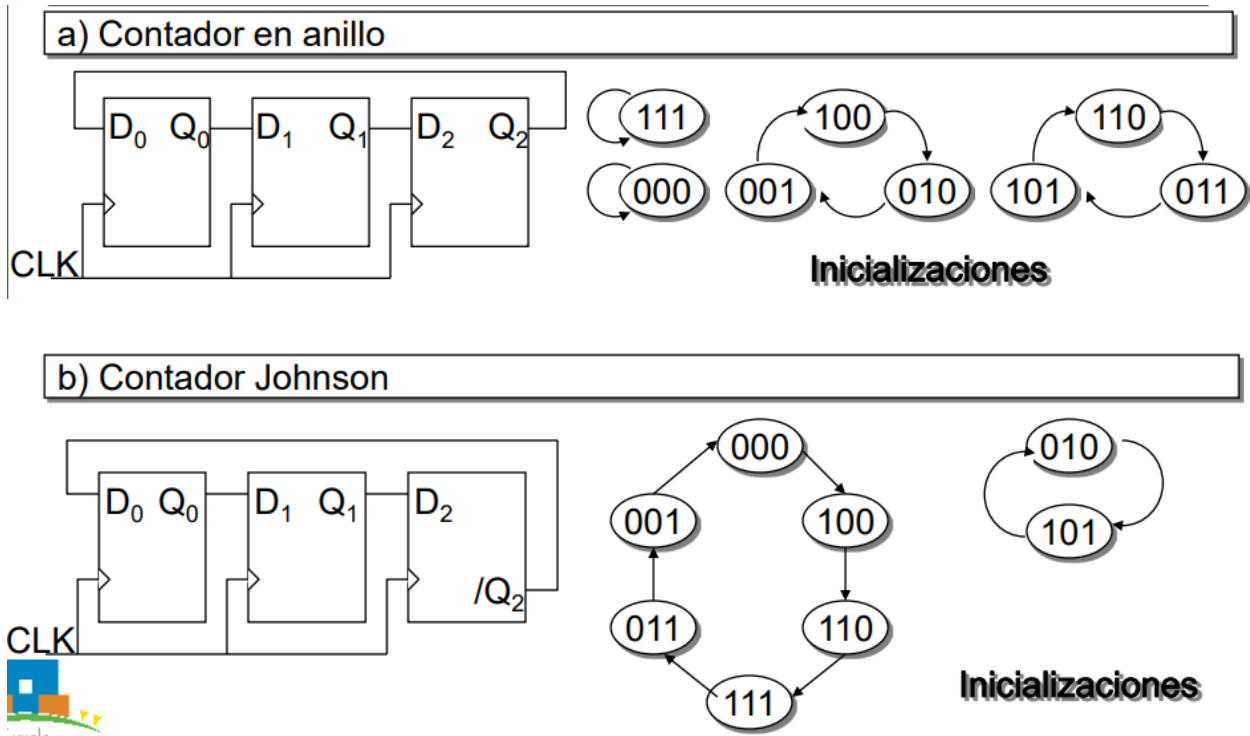 a) Contador en anillo
D₀ Q₀ D₁ Q₁ D₂ Q₂
CLK
111
000
100
001
010
110
101
011
Inicializaciones
b) Contador Johnson
D₀ Q₀ D₁ Q₁ D₂
/Q₂
CLK
000
001
100
011
110
111
010
101
Inicializaciones